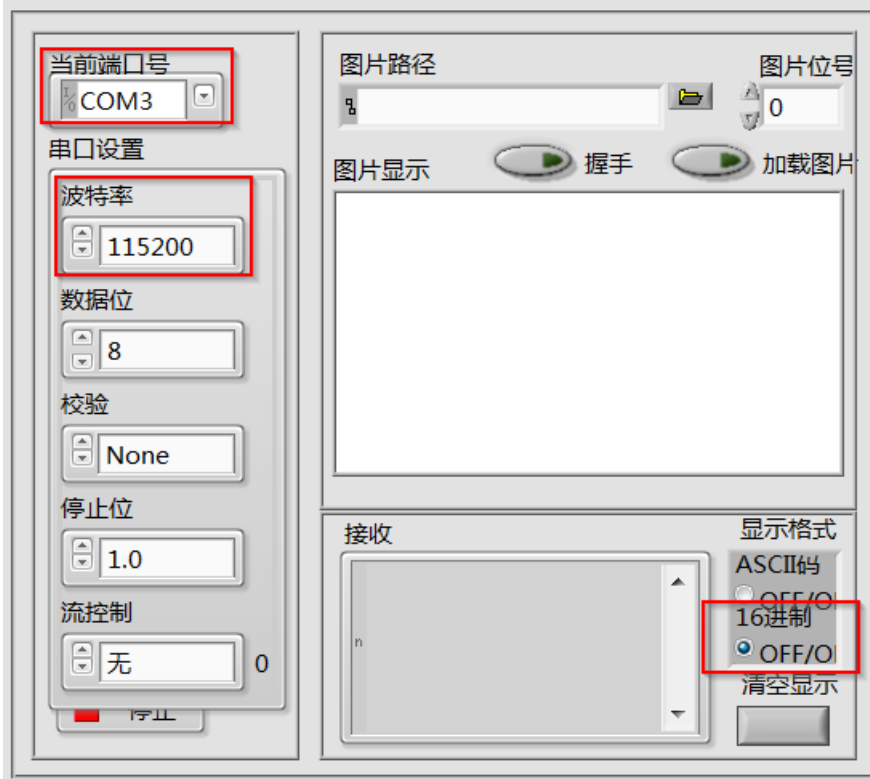 当前端口号
COM3
串口设置
波特率
115200
数据位
8
校验
None
停止位
1.0
流控制
无
0
停止
图片路径
图片位号
0
图片显示
握手
加载图片
接收
显示格式
ASCII码
OFF/O
16进制
OFF/O
清空显示